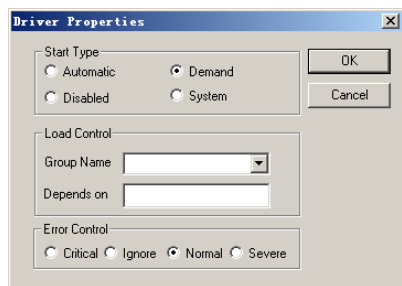 Driver Properties
Start Type
Automatic Demand
Disabled System
OK
Cancel
Load Control
Group Name
Depends on
Error Control
Critical Ignore Normal Severe